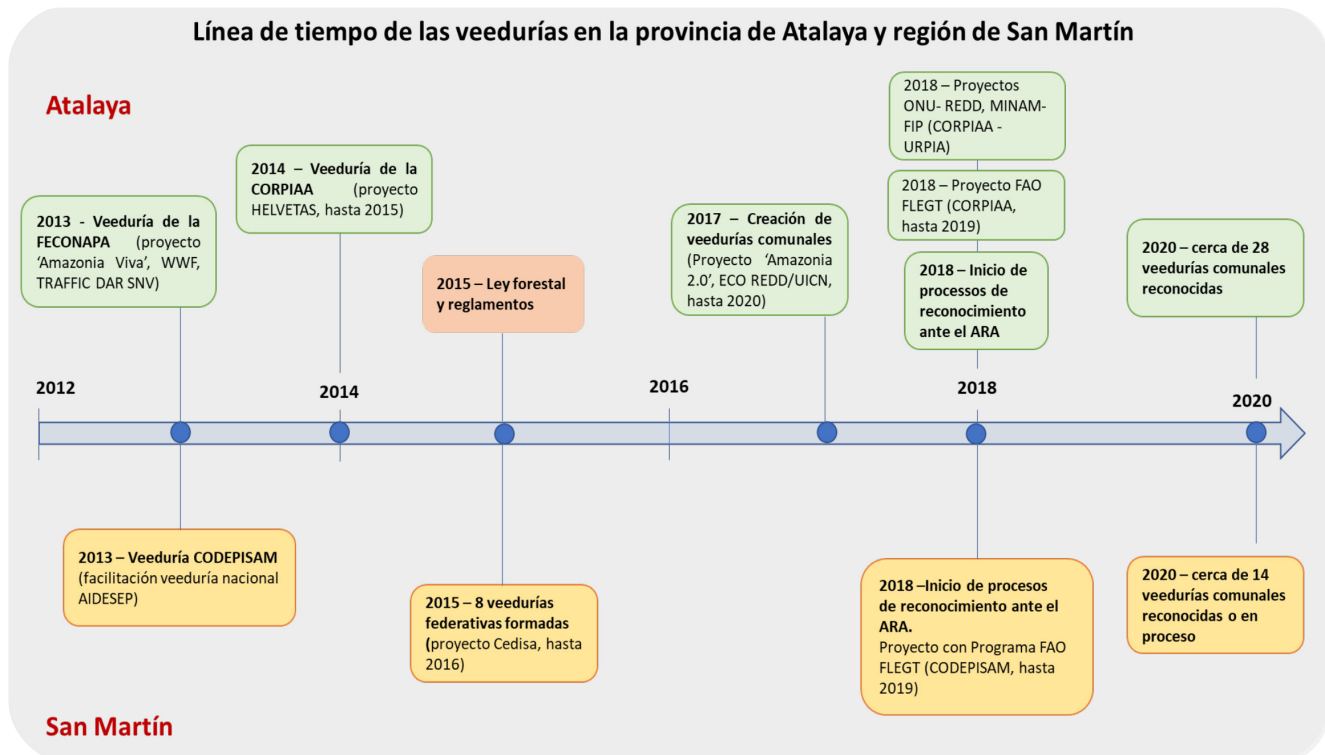 Línea de tiempo de las veedurías en la provincia de Atalaya y región de San Martín
Atalaya
2013 - Veeduría de la
FECONAPA (proyecto
‘Amazonia Viva’, WWF,
TRAFFIC DAR SNV)
2014 – Veeduría de la
CORPIAA (proyecto
HELVETAS, hasta 2015)
2015 – Ley forestal
y reglamentos
2017 – Creación de
veedurías comunales
(Proyecto ‘Amazonia
2.0’, ECO REDD/UICN,
hasta 2020)
2018 – Proyectos
ONU- REDD, MINAM-
FIP (CORPIAA -
URPIA)
2018 – Proyecto FAO
FLEGT (CORPIAA,
hasta 2019)
2018 – Inicio de
procesos de
reconocimiento
ante el ARA
2020 – cerca de 28
veedurías comunales
reconocidas
2012
2014
2016
2018
2020
2013 – Veeduría CODEPISAM
(facilitación veeduría nacional
AIDESEP)
2015 – 8 veedurías
federativas formadas
(proyecto Cedisa, hasta
2016)
2018 –Inicio de procesos
de reconocimiento ante el
ARA.
Proyecto con Programa FAO
FLEGT (CODEPISAM, hasta
2019)
2020 – cerca de 14
veedurías comunales
reconocidas o en
proceso
San Martín